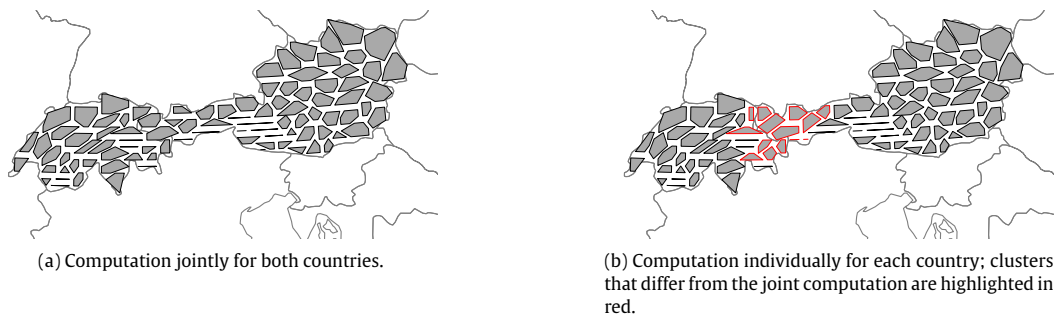 (a) Computation jointly for both countries.
(b) Computation individually for each country; clusters
that differ from the joint computation are highlighted in
red.